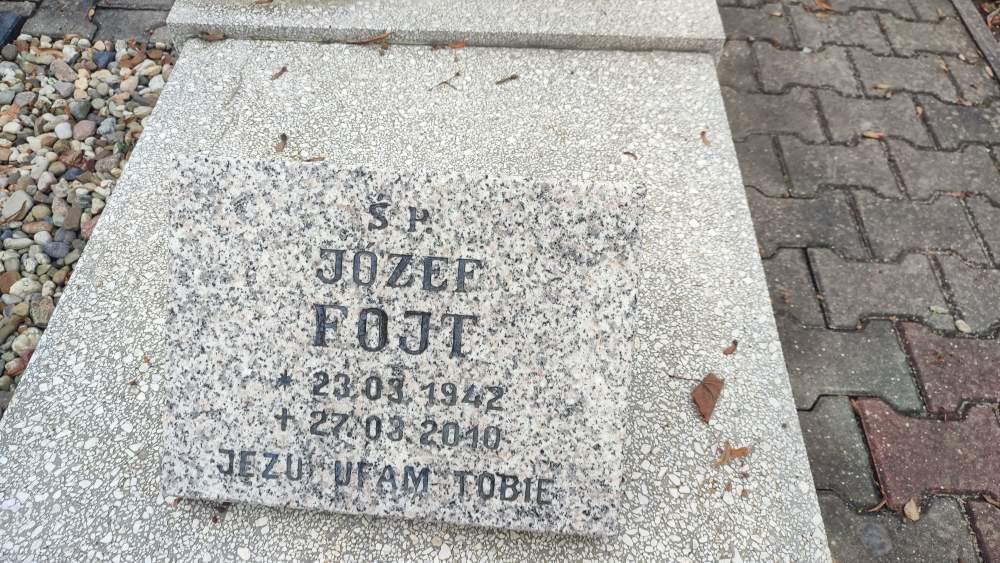 Ś. P.
JÓZEF
FOJT
* 23.03.1942
+ 27.03.2010
JEZU UFAM TOBIE